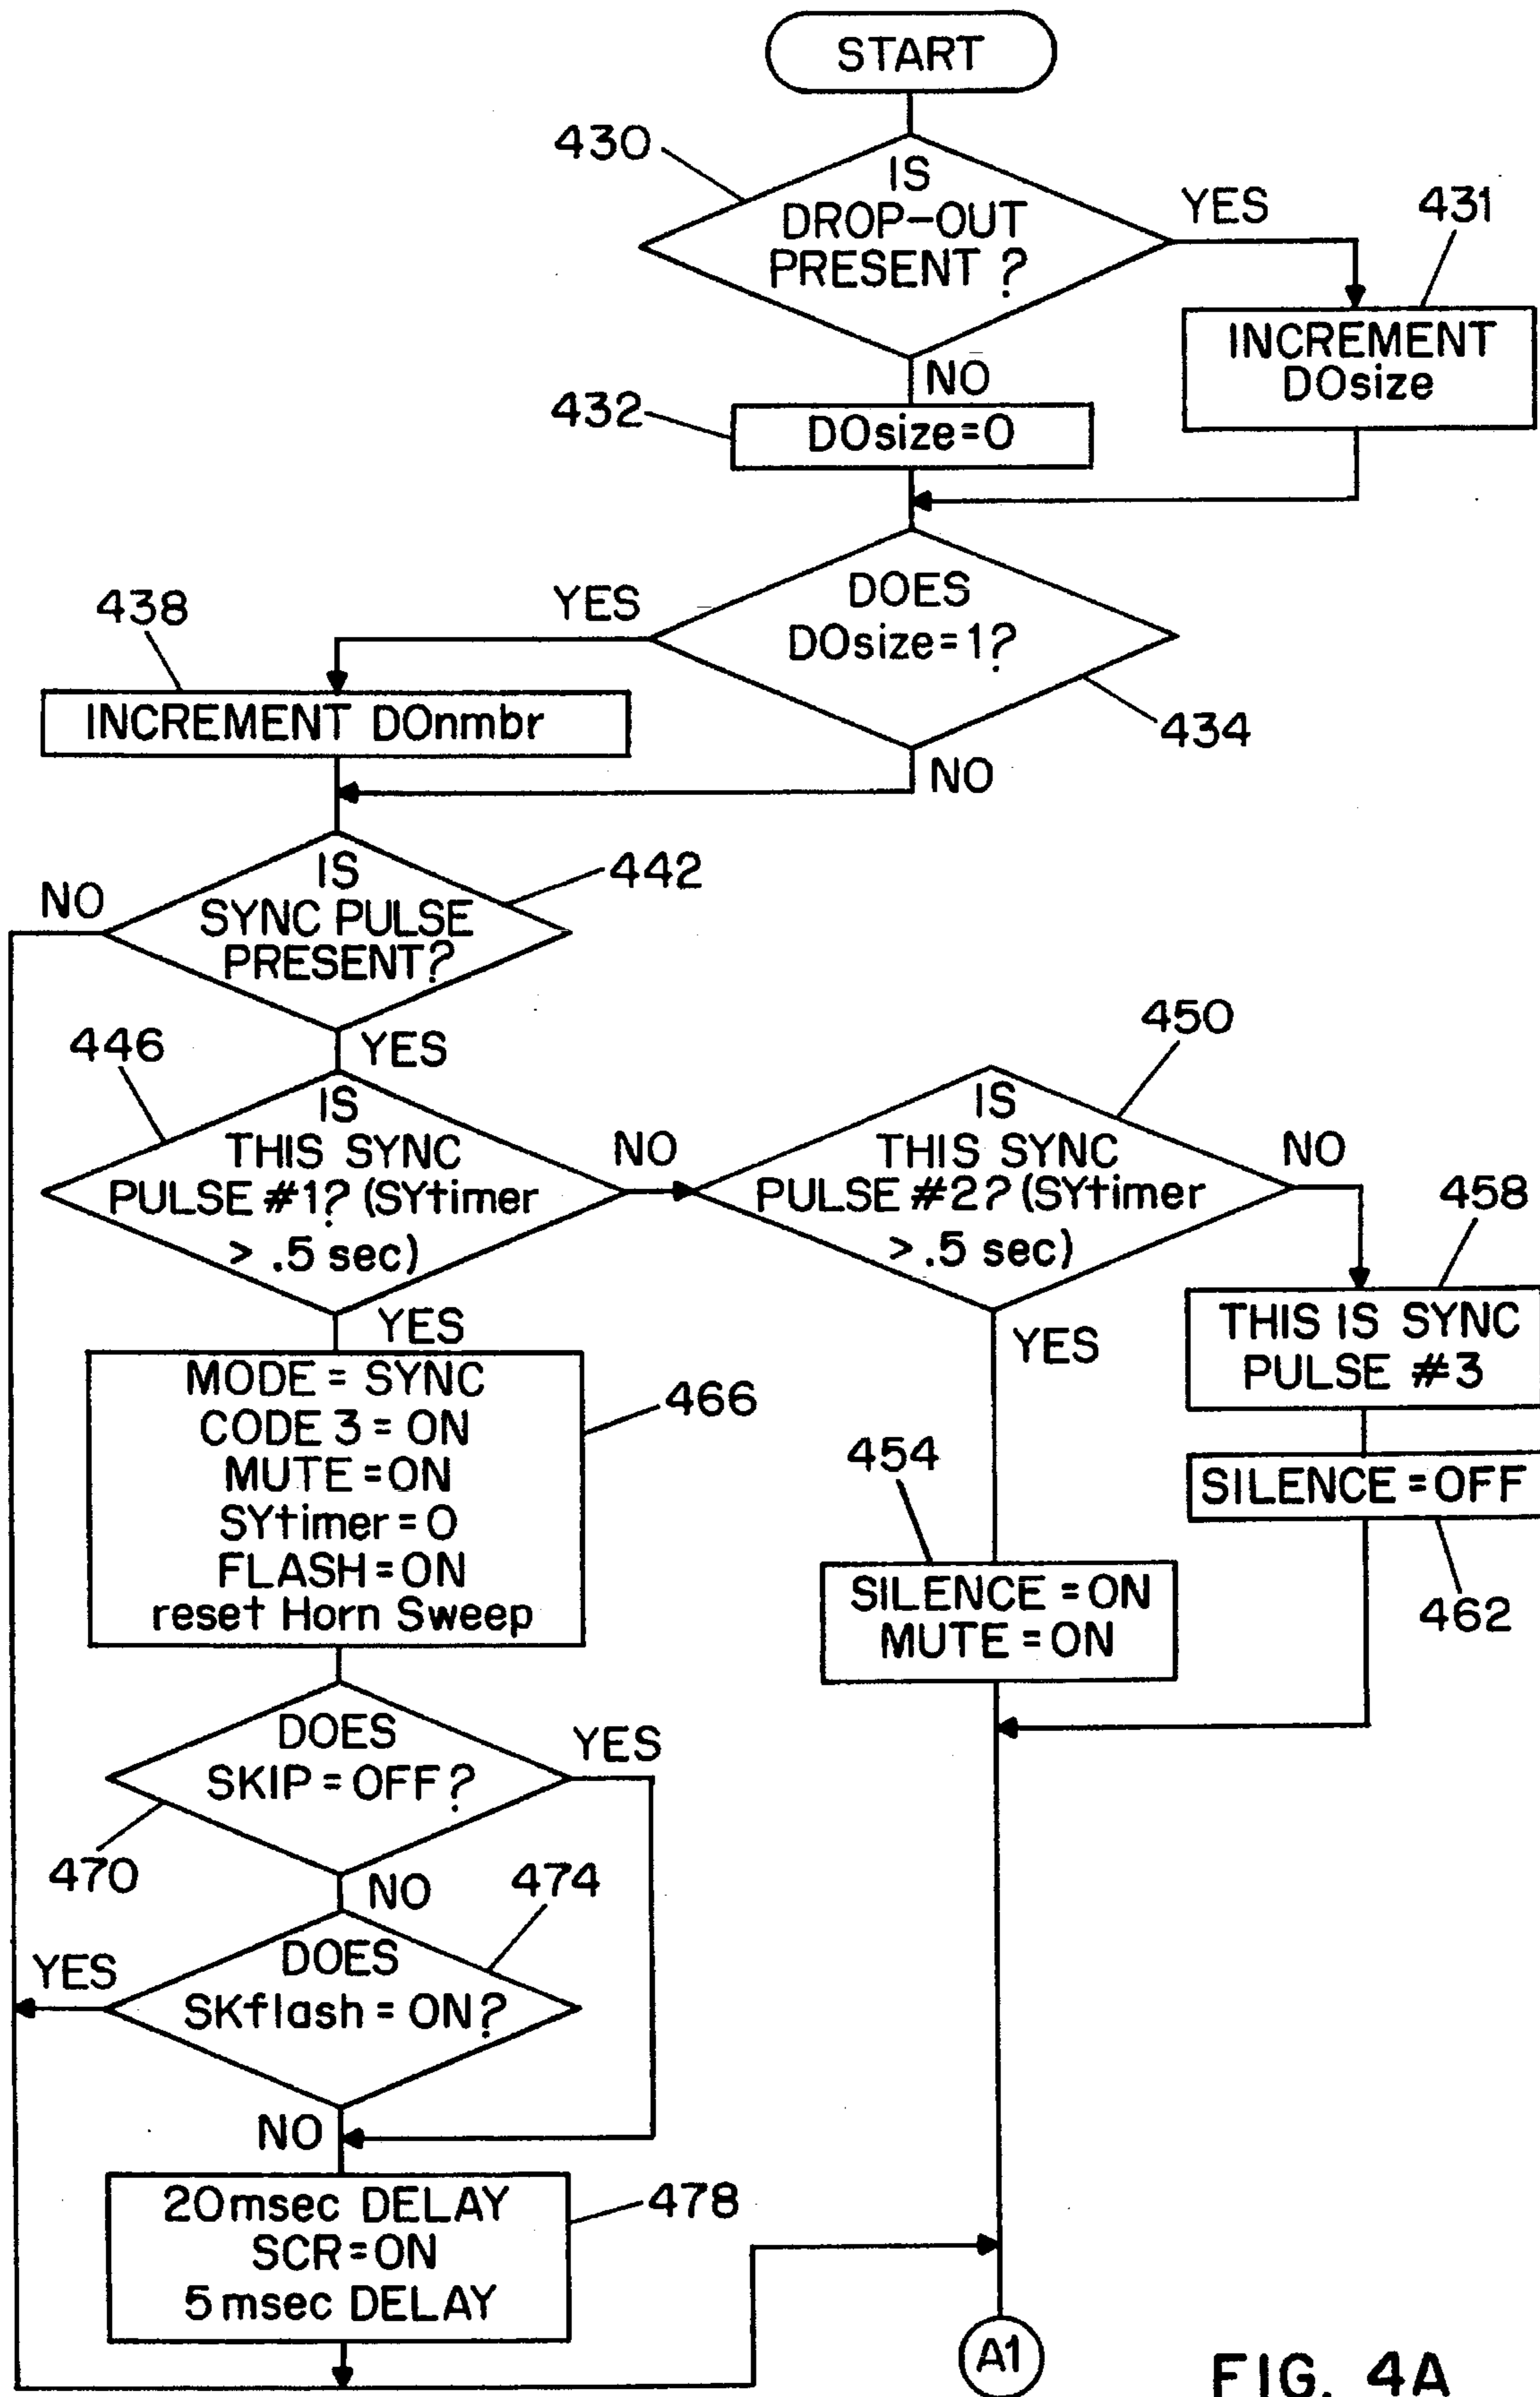 START
430
IS
DROP-OUT
PRESENT ?
YES
431
INCREMENT
DOsize
NO
432
DOsize=0
DOES
DOsize=1?
YES
434
NO
438
INCREMENT DOnmbr
IS
SYNC PULSE
PRESENT?
442
NO
YES
446
IS
THIS SYNC
PULSE #1? (SYtimer
> .5 sec)
NO
450
IS
THIS SYNC
PULSE #2? (SYtimer
> .5 sec)
NO
458
THIS IS SYNC
PULSE #3
YES
YES
MODE = SYNC
CODE 3 = ON
MUTE = ON
SYtimer = 0
FLASH = ON
reset Horn Sweep
466
454
SILENCE = ON
MUTE = ON
SILENCE = OFF
462
DOES
SKIP = OFF?
YES
470
NO
474
DOES
SKflash = ON?
YES
NO
20msec DELAY
SCR = ON
5msec DELAY
478
A1
FIG. 4A